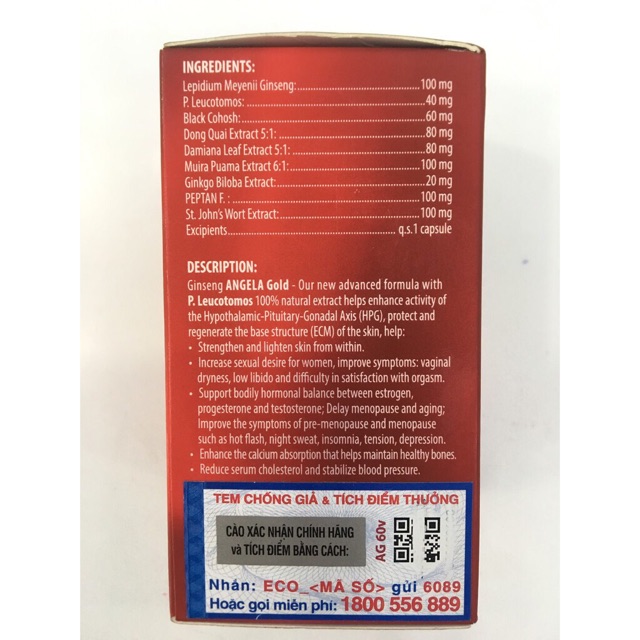 INGREDIENTS:
Lepidium Meyenii Ginseng:.......................................100 mg
P. Leucotomos:..........................................................40 mg
Black Cohosh:............................................................60 mg
Dong Quai Extract 5:1: ..............................................80 mg
Damiana Leaf Extract 5:1: .........................................80 mg
Muira Puama Extract 6:1:.........................................100 mg
Ginkgo Biloba Extract:................................................20 mg
PEPTAN F. : ..............................................................100 mg
St. John's Wort Extract:............................................100 mg
Excipients.................................................... q.s.1 capsule
DESCRIPTION:
Ginseng ANGELA Gold - Our new advanced formula with
P. Leucotomos 100% natural extract helps enhance activity of
the Hypothalamic-Pituitary-Gonadal Axis (HPG), protect and
regenerate the base structure (ECM) of the skin, help:
• Strengthen and lighten skin from within.
• Increase sexual desire for women, improve symptoms: vaginal
dryness, low libido and difficulty in satisfaction with orgasm.
• Support bodily hormonal balance between estrogen,
progesterone and testosterone; Delay menopause and aging;
Improve the symptoms of pre-menopause and menopause
such as hot flash, night sweat, insomnia, tension, depression.
• Enhance the calcium absorption that helps maintain healthy bones.
• Reduce serum cholesterol and stabilize blood pressure.
TEM CHỐNG GIẢ & TÍCH ĐIỂM THƯỞNG
CÀO XÁC NHẬN CHÍNH HÃNG
và TÍCH ĐIỂM BẰNG CÁCH:
AG 60v
Nhắn: ECO_<MÃ SỐ> gửi 6089
Hoặc gọi miễn phí: 1800 556 889